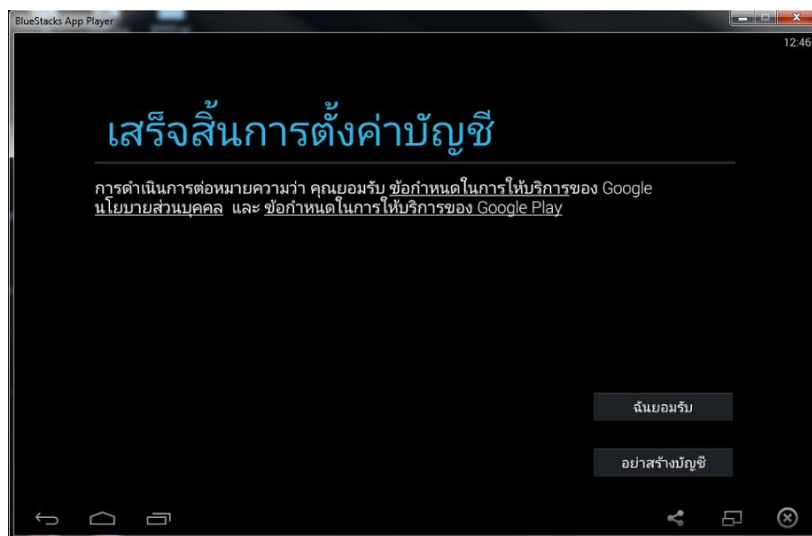 BlueStacks App Player
12:46
เสร็จสิ้นการตั้งค่าบัญชี
การดำเนินการต่อหมายความว่า คุณยอมรับ ข้อกำหนดในการให้บริการของ Google
นโยบายส่วนบุคคล และ ข้อกำหนดในการให้บริการของ Google Play
ฉันยอมรับ
อย่าสร้างบัญชี